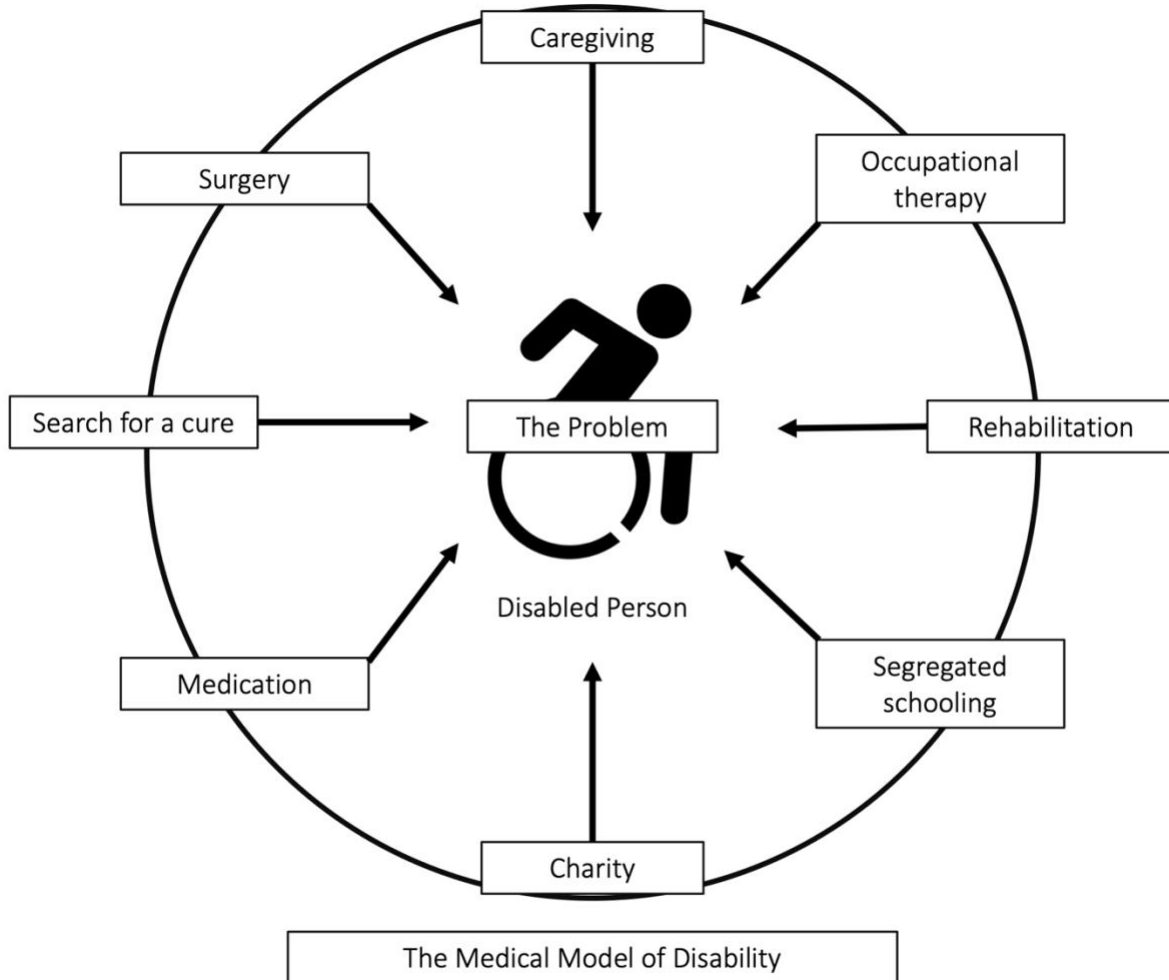 Caregiving
Surgery
Occupational
therapy
Search for a cure
The Problem
Rehabilitation
Disabled Person
Medication
Segregated
schooling
Charity
The Medical Model of Disability